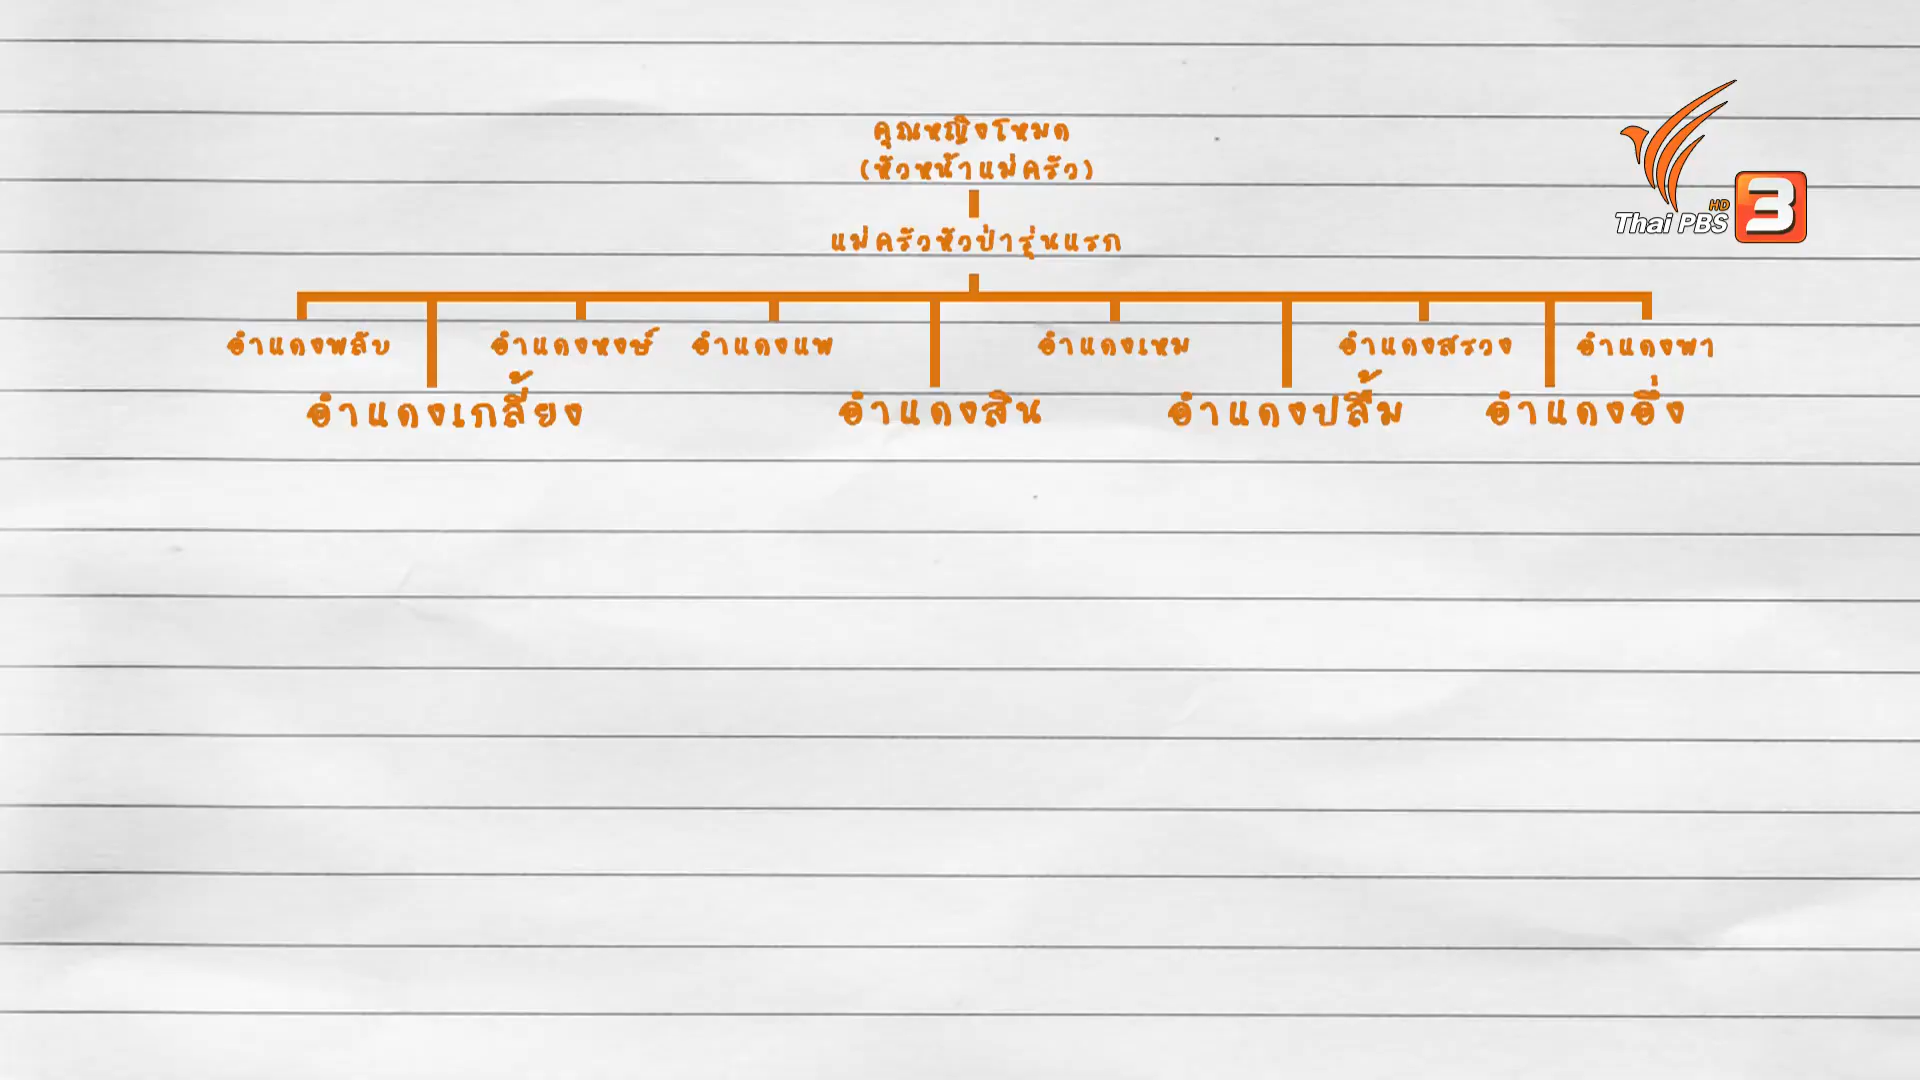 คุณหญิงโหมด
(หัวหน้าแม่ครัว)
แม่ครัวหัวป่ารุ่นแรก
อำแดงพลับ
อำแดงหงษ์
อำแดงแพ
อำแดงเหม
อำแดงสรวง
อำแดงพา
อำแดงเกลี้ยง
อำแดงสิน
อำแดงปลื้ม
อำแดงอึ่ง
Thai PBS HD 3